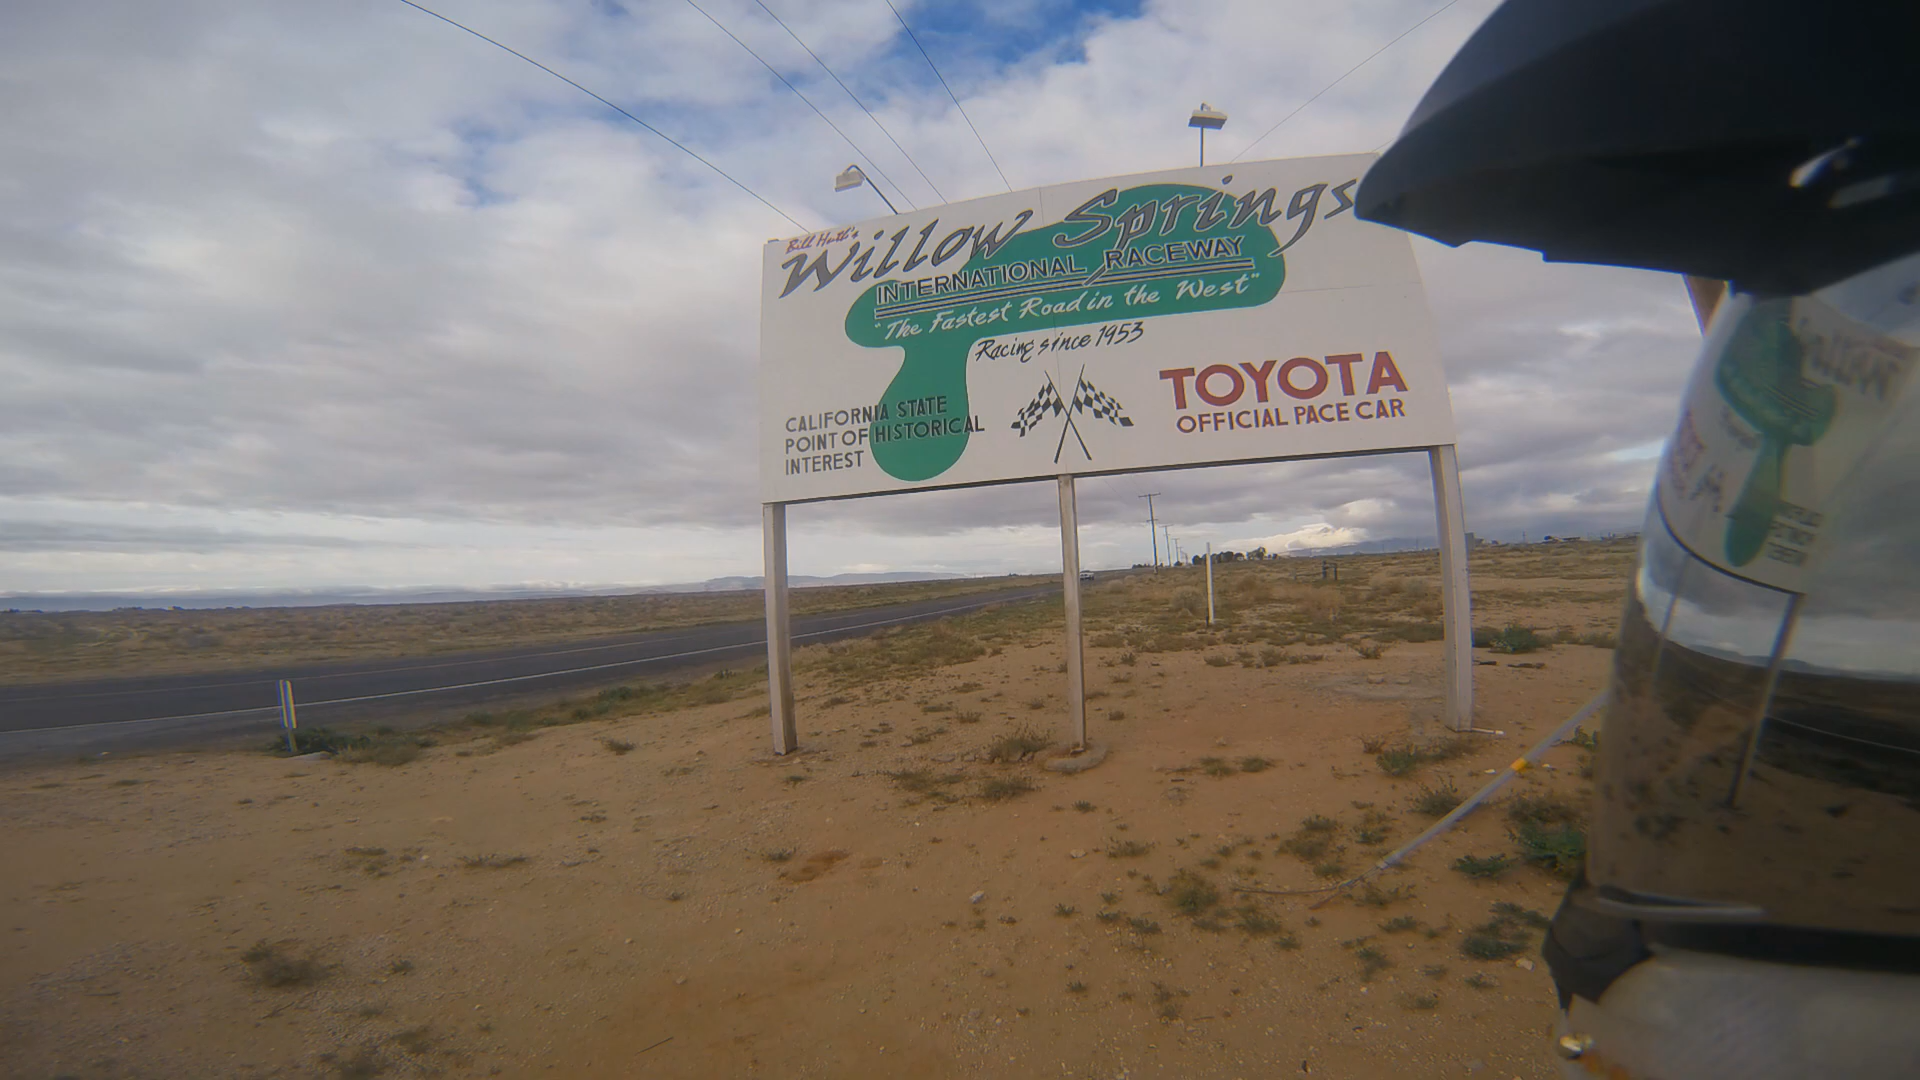 Bill Huth's
Willow Springs
INTERNATIONAL RACEWAY
"The Fastest Road in the West"
Racing since 1953
CALIFORNIA STATE
POINT OF HISTORICAL
INTEREST
TOYOTA
OFFICIAL PACE CAR